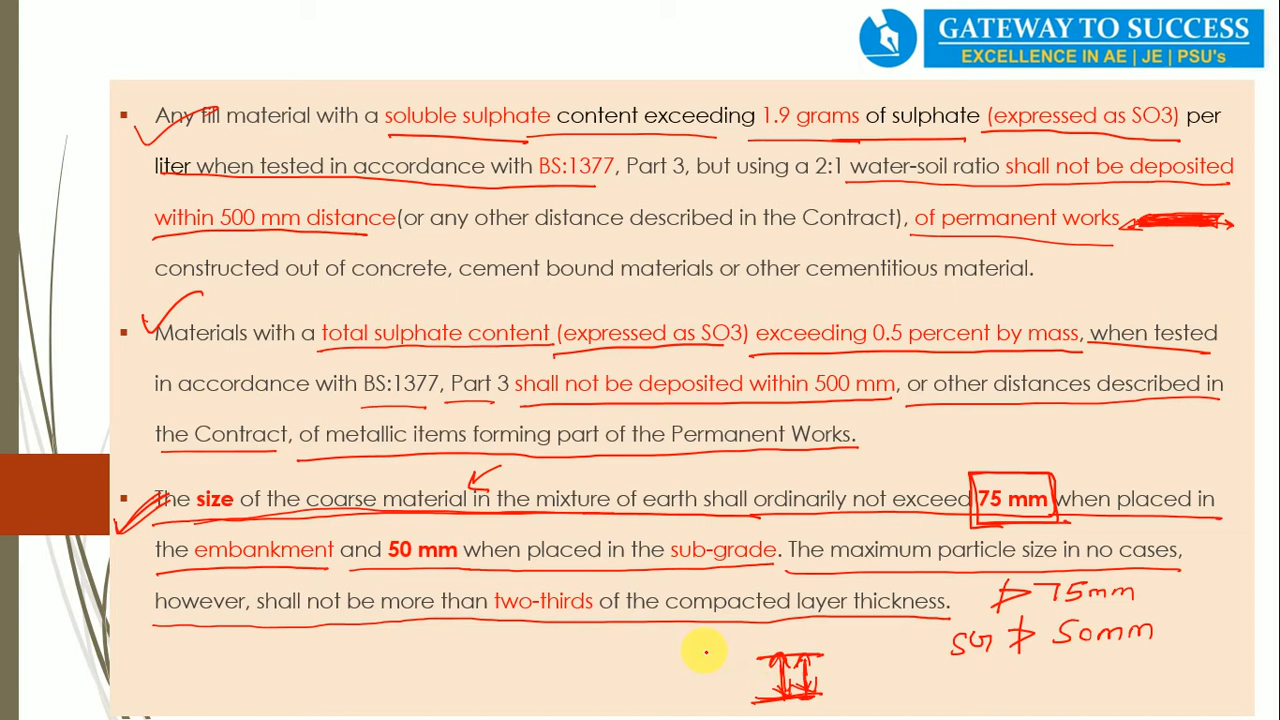 GATEWAY TO SUCCESS
EXCELLENCE IN AE | JE | PSU's
▪ Any fill material with a soluble sulphate content exceeding 1.9 grams of sulphate (expressed as SO3) per
liter when tested in accordance with BS:1377, Part 3, but using a 2:1 water-soil ratio shall not be deposited
within 500 mm distance(or any other distance described in the Contract), of permanent works
constructed out of concrete, cement bound materials or other cementitious material.
▪ Materials with a total sulphate content (expressed as SO3) exceeding 0.5 percent by mass, when tested
in accordance with BS:1377, Part 3 shall not be deposited within 500 mm, or other distances described in
the Contract, of metallic items forming part of the Permanent Works.
▪ The size of the coarse material in the mixture of earth shall ordinarily not exceed 75 mm when placed in
the embankment and 50 mm when placed in the sub-grade. The maximum particle size in no cases,
however, shall not be more than two-thirds of the compacted layer thickness.
≯ 75mm
SG ≯ 50mm